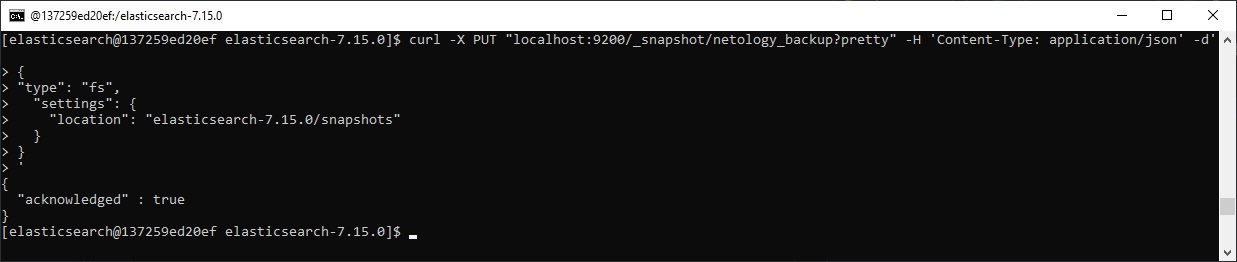 @137259ed20ef:/elasticsearch-7.15.0
[elasticsearch@137259ed20ef elasticsearch-7.15.0]$ curl -X PUT "localhost:9200/_snapshot/netology_backup?pretty" -H 'Content-Type: application/json' -d'
> {
> "type": "fs",
>   "settings": {
>     "location": "elasticsearch-7.15.0/snapshots"
>   }
> }
> '
{
  "acknowledged" : true
}
[elasticsearch@137259ed20ef elasticsearch-7.15.0]$